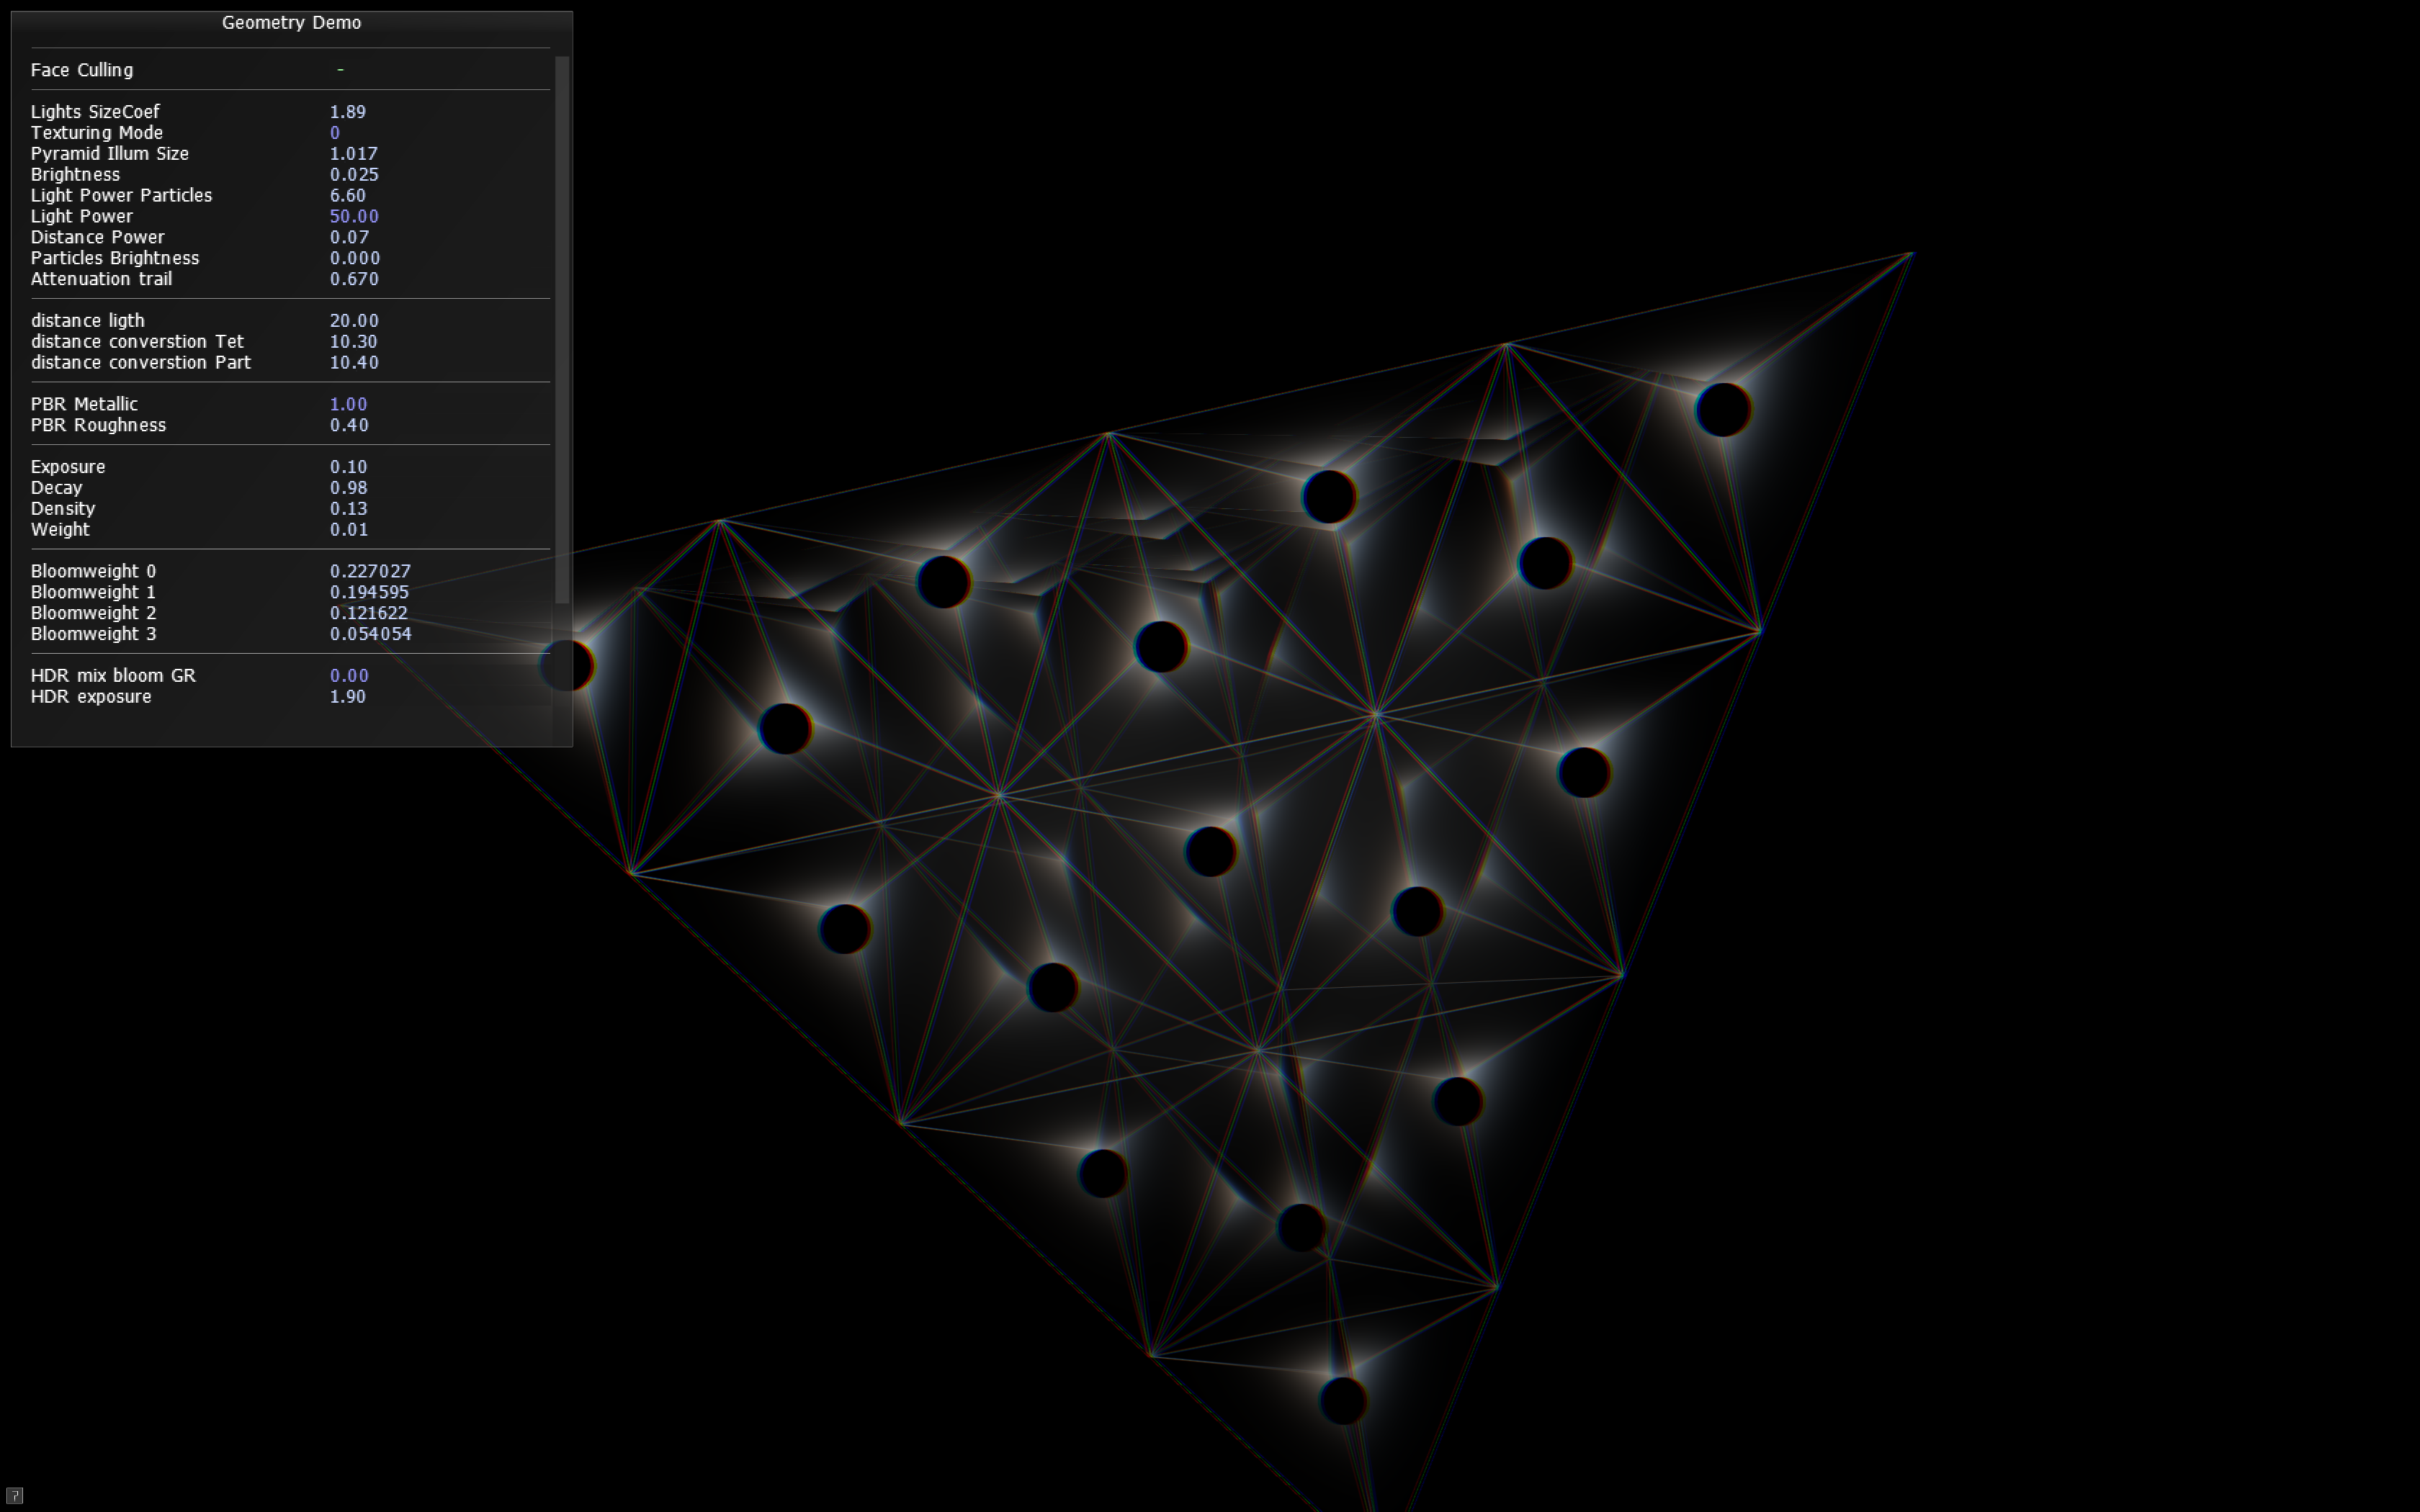 Geometry Demo
Face Culling -
Lights SizeCoef 1.89
Texturing Mode 0
Pyramid Illum Size 1.017
Brightness 0.025
Light Power Particles 6.60
Light Power 50.00
Distance Power 0.07
Particles Brightness 0.000
Attenuation trail 0.670
distance ligth 20.00
distance converstion Tet 10.30
distance converstion Part 10.40
PBR Metallic 1.00
PBR Roughness 0.40
Exposure 0.10
Decay 0.98
Density 0.13
Weight 0.01
Bloomweight 0 0.227027
Bloomweight 1 0.194595
Bloomweight 2 0.121622
Bloomweight 3 0.054054
HDR mix bloom GR 0.00
HDR exposure 1.90
?